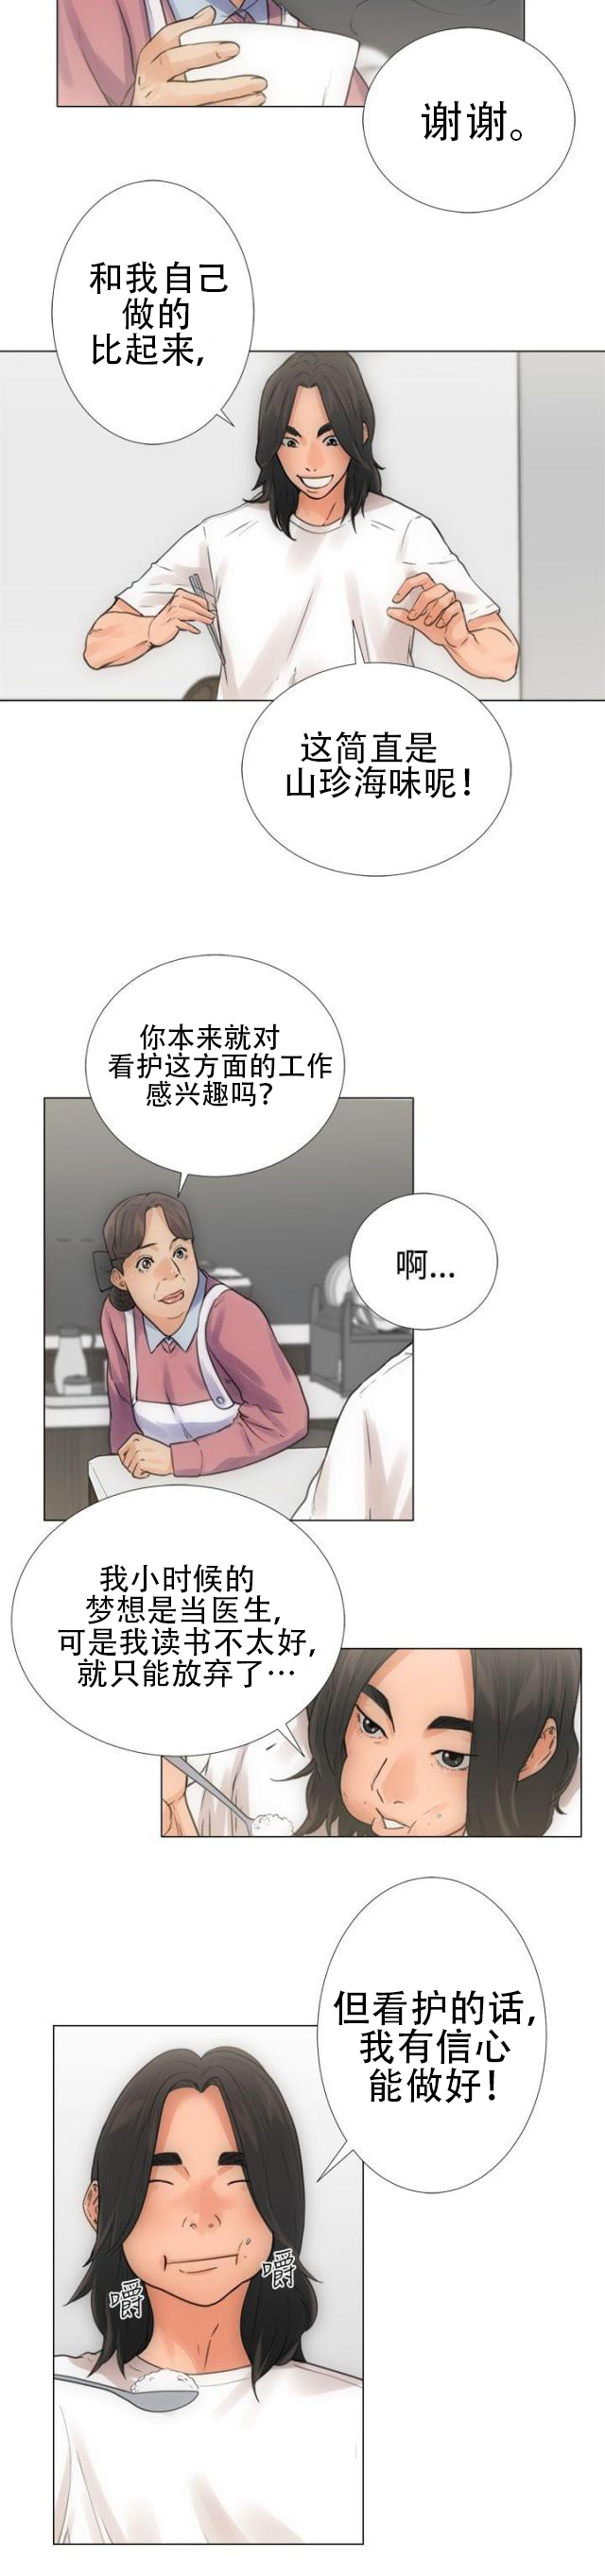 谢谢。
和我自己
做的
比起来,
这简直是
山珍海味呢!
你本来就对
看护这方面的工作
感兴趣吗?
啊...
我小时候的
梦想是当医生,
可是我读书不太好,
就只能放弃了…
但看护的话,
我有信心
能做好!
嚼
嚼